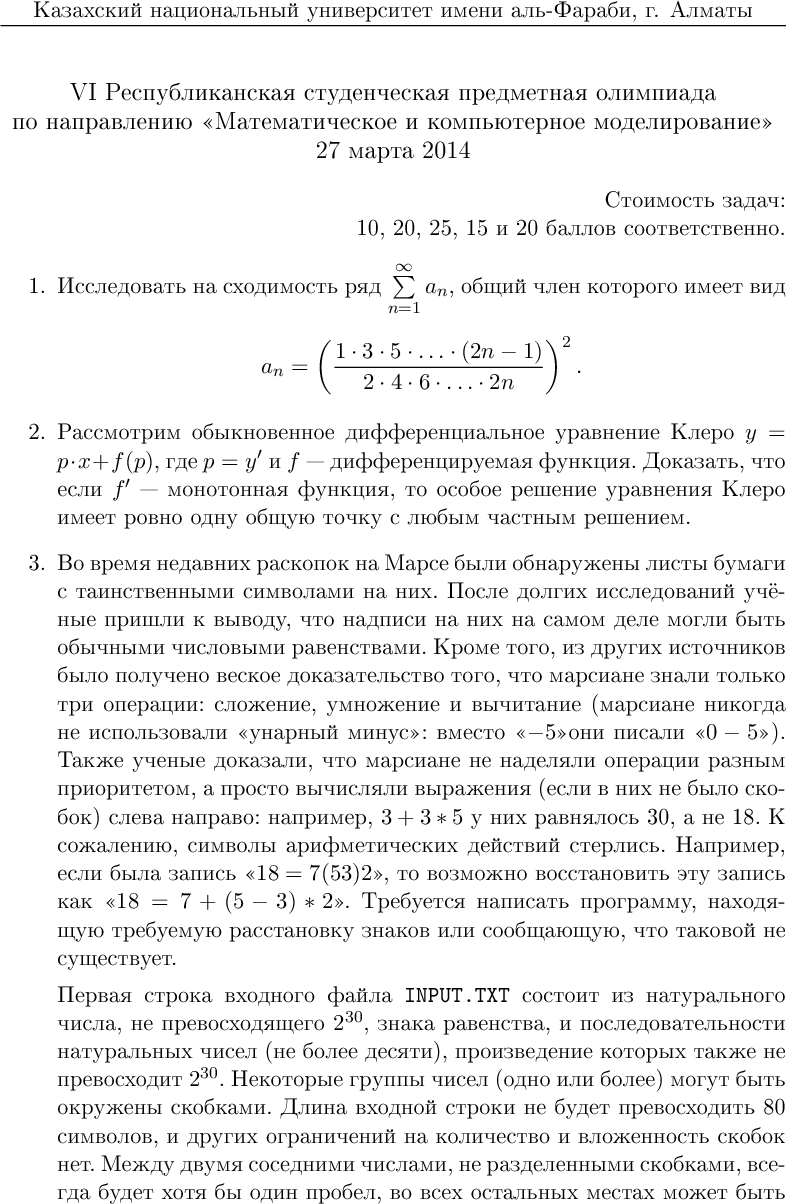 Казахский национальный университет имени аль-Фараби, г. Алматы
VI Республиканская студенческая предметная олимпиада
по направлению «Математическое и компьютерное моделирование»
27 марта 2014
Стоимость задач:
10, 20, 25, 15 и 20 баллов соответственно.
1. Исследовать на сходимость ряд $\sum\limits_{n=1}^{\infty} a_n$, общий член которого имеет вид
$a_n = \left( \frac{1 \cdot 3 \cdot 5 \cdot \ldots \cdot (2n-1)}{2 \cdot 4 \cdot 6 \cdot \ldots \cdot 2n} \right)^2.$
2. Рассмотрим обыкновенное дифференциальное уравнение Клеро y =
p·x+f(p), где p = y′ и f — дифференцируемая функция. Доказать, что
если f′ — монотонная функция, то особое решение уравнения Клеро
имеет ровно одну общую точку с любым частным решением.
3. Во время недавних раскопок на Марсе были обнаружены листы бумаги
с таинственными символами на них. После долгих исследований учё-
ные пришли к выводу, что надписи на них на самом деле могли быть
обычными числовыми равенствами. Кроме того, из других источников
было получено веское доказательство того, что марсиане знали только
три операции: сложение, умножение и вычитание (марсиане никогда
не использовали «унарный минус»: вместо «−5»они писали «0 − 5»).
Также ученые доказали, что марсиане не наделяли операции разным
приоритетом, а просто вычисляли выражения (если в них не было ско-
бок) слева направо: например, 3 + 3 ∗ 5 у них равнялось 30, а не 18. К
сожалению, символы арифметических действий стерлись. Например,
если была запись «18 = 7(53)2», то возможно восстановить эту запись
как «18 = 7 + (5 − 3) ∗ 2». Требуется написать программу, находя-
щую требуемую расстановку знаков или сообщающую, что таковой не
существует.
Первая строка входного файла INPUT.TXT состоит из натурального
числа, не превосходящего 2³⁰, знака равенства, и последовательности
натуральных чисел (не более десяти), произведение которых также не
превосходит 2³⁰. Некоторые группы чисел (одно или более) могут быть
окружены скобками. Длина входной строки не будет превосходить 80
символов, и других ограничений на количество и вложенность скобок
нет. Между двумя соседними числами, не разделенными скобками, все-
гда будет хотя бы один пробел, во всех остальных местах может быть